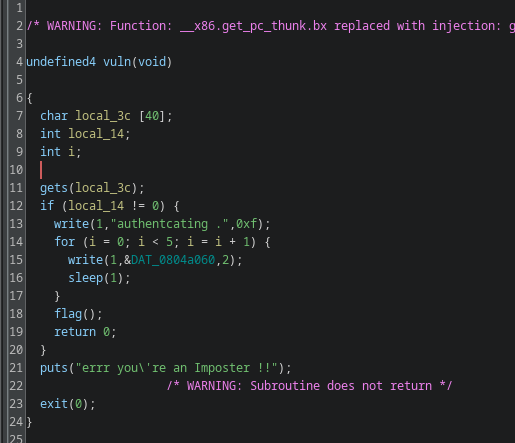 1
2 /* WARNING: Function: __x86.get_pc_thunk.bx replaced with injection: g
3
4 undefined4 vuln(void)
5
6 {
7   char local_3c [40];
8   int local_14;
9   int i;
10
11   gets(local_3c);
12   if (local_14 != 0) {
13     write(1,"authentcating .",0xf);
14     for (i = 0; i < 5; i = i + 1) {
15       write(1,&DAT_0804a060,2);
16       sleep(1);
17     }
18     flag();
19     return 0;
20   }
21   puts("errr you\'re an Imposter !!");
22                     /* WARNING: Subroutine does not return */
23   exit(0);
24 }
25